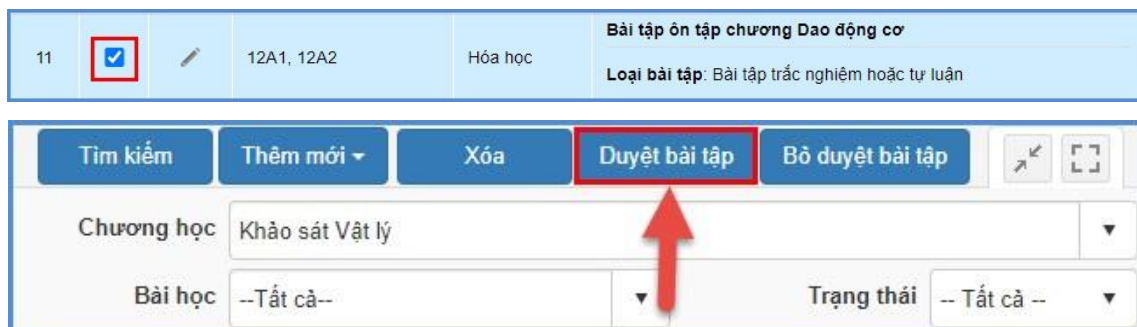 Bài tập ôn tập chương Dao động cơ
11 12A1, 12A2 Hóa học
Loại bài tập: Bài tập trắc nghiệm hoặc tự luận
Tìm kiếm Thêm mới Xóa Duyệt bài tập Bỏ duyệt bài tập
Chương học Khảo sát Vật lý
Bài học --Tất cả-- Trạng thái -- Tất cả --